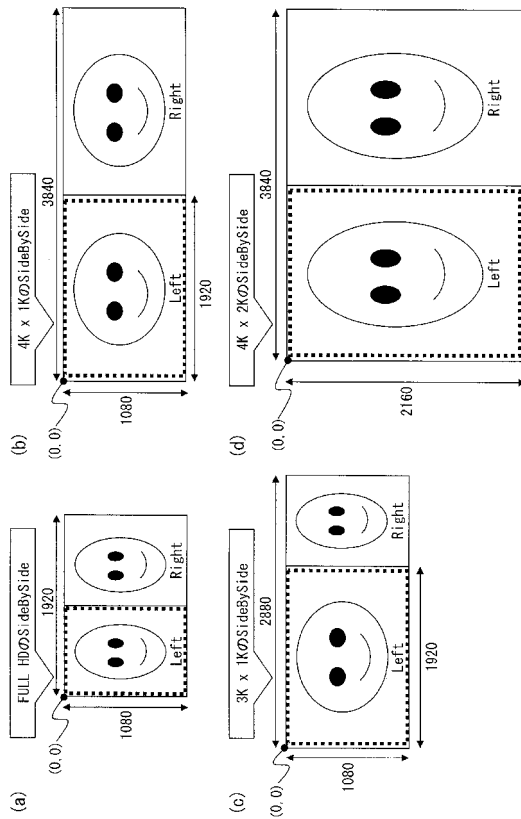 (a)
FULL HDのSideBySide
1920
(0, 0)
1080
Left
Right
(b)
4K x 1KのSideBySide
3840
(0, 0)
1080
Left
Right
1920
(c)
3K x 1KのSideBySide
2880
(0, 0)
1080
Left
Right
1920
(d)
4K x 2KのSideBySide
3840
(0, 0)
2160
Left
Right